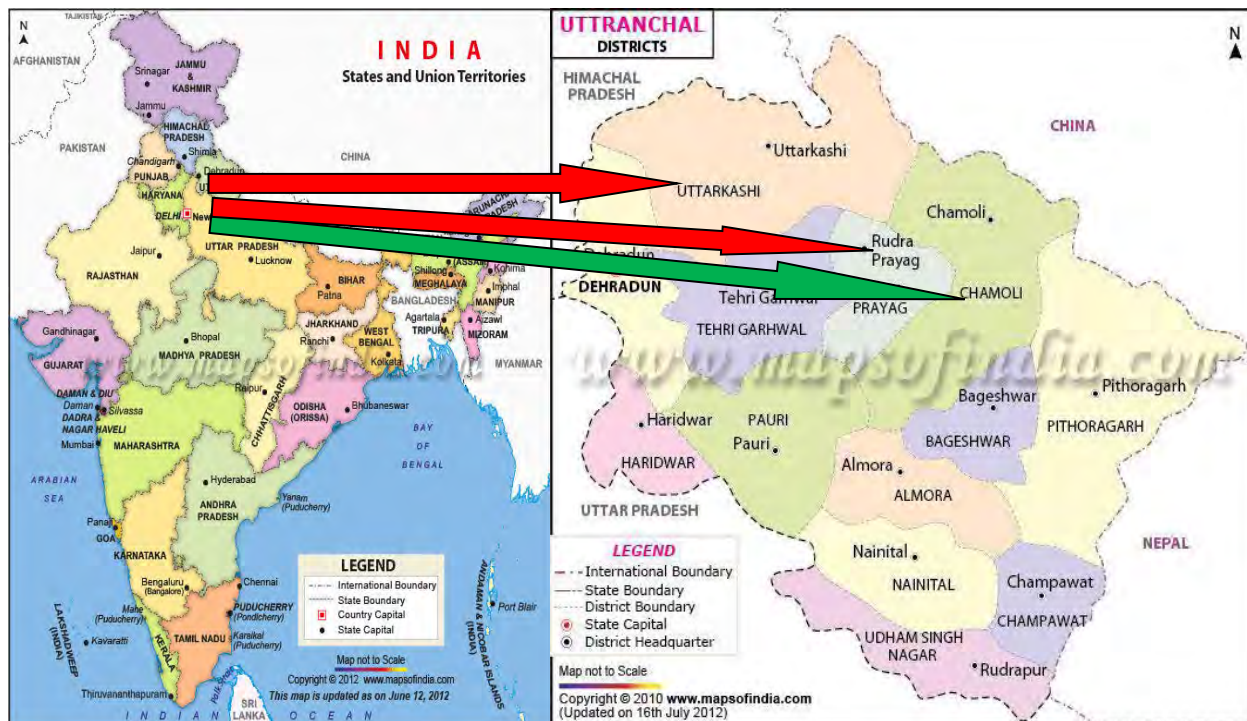 TAJIKISTAN
N
AFGHANISTAN
INDIA
States and Union Territories
JAMMU
& KASHMIR
Srinagar
Jammu
HIMACHAL
PRADESH
Shimla
PAKISTAN
Chandigarh
PUNJAB
Dehradun
CHINA
HARYANA
DELHI
New
Jaipur
RAJASTHAN
UTTAR PRADESH
Lucknow
BIHAR
Patna
ASSAM
Shillong
MEGHALAYA
Kohima
Imphal
MANIPUR
BANGLADESH
Agartala
TRIPURA
Aizawl
MIZORAM
Gandhinagar
GUJARAT
Bhopal
MADHYA PRADESH
JHARKHAND
Ranchi
WEST
BENGAL
Kolkata
MYANMAR
www.mapsofindia.com
Raipur
CHHATTISGARH
DAMAN & DIU
Daman
Silvassa
DADRA &
NAGAR HAVELI
Mumbai
MAHARASHTRA
ODISHA
(ORISSA)
Bhubaneswar
BAY
OF
BENGAL
ARABIAN
SEA
Hyderabad
ANDHRA
PRADESH
Yanam
(Puducherry)
Panaji
GOA
KARNATAKA
Bengaluru
(Bangalore)
Chennai
Mahe
(Puducherry)
PUDUCHERRY
(Pondicherry)
Karaikal
(Puducherry)
TAMIL NADU
KERALA
LAKSHADWEEP
(INDIA)
Kavaratti
Thiruvananthapuram
Palk Strait
SRI
LANKA
INDIAN OCEAN
ANDAMAN & NICOBAR ISLANDS
(INDIA)
Port Blair
LEGEND
International Boundary
State Boundary
Country Capital
State Capital
Map not to Scale
Copyright © 2012 www.mapsofindia.com
This map is updated as on June 12, 2012
UTTRANCHAL
DISTRICTS
N
HIMACHAL
PRADESH
CHINA
Uttarkashi
UTTARKASHI
Chamoli
CHAMOLI
Rudra
Prayag
PRAYAG
Dehradun
DEHRADUN
Tehri Garhwal
TEHRI GARHWAL
www.mapsofindia.com
Haridwar
HARIDWAR
PAURI
Pauri
Bageshwar
BAGESHWAR
Pithoragarh
PITHORAGARH
Almora
ALMORA
UTTAR PRADESH
Nainital
NAINITAL
NEPAL
Champawat
CHAMPAWAT
UDHAM SINGH
NAGAR
Rudrapur
LEGEND
International Boundary
State Boundary
District Boundary
State Capital
District Headquarter
Map not to Scale
Copyright © 2010 www.mapsofindia.com
(Updated on 16th July 2012)